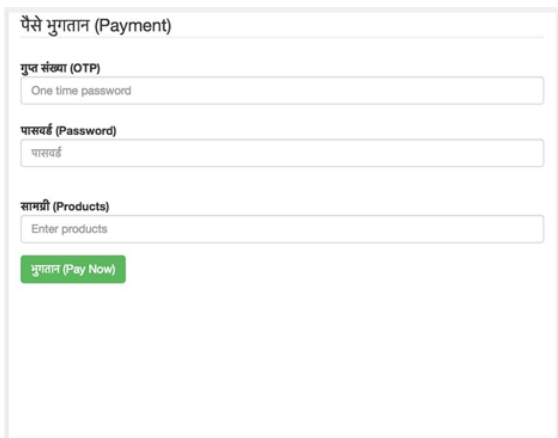 पैसे भुगतान (Payment)
गुप्त संख्या (OTP)
One time password
पासवर्ड (Password)
पासवर्ड
सामग्री (Products)
Enter products
भुगतान (Pay Now)